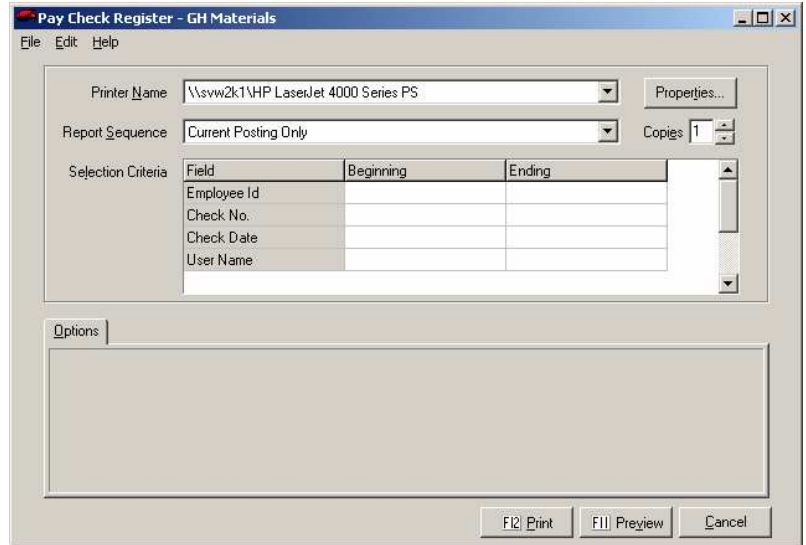 Pay Check Register - GH Materials
File Edit Help
Printer Name \\svw2k1\HP LaserJet 4000 Series PS Properties...
Report Sequence Current Posting Only Copies 1
Selection Criteria Field Beginning Ending
Employee Id
Check No.
Check Date
User Name
Options
F12 Print F11 Preview Cancel